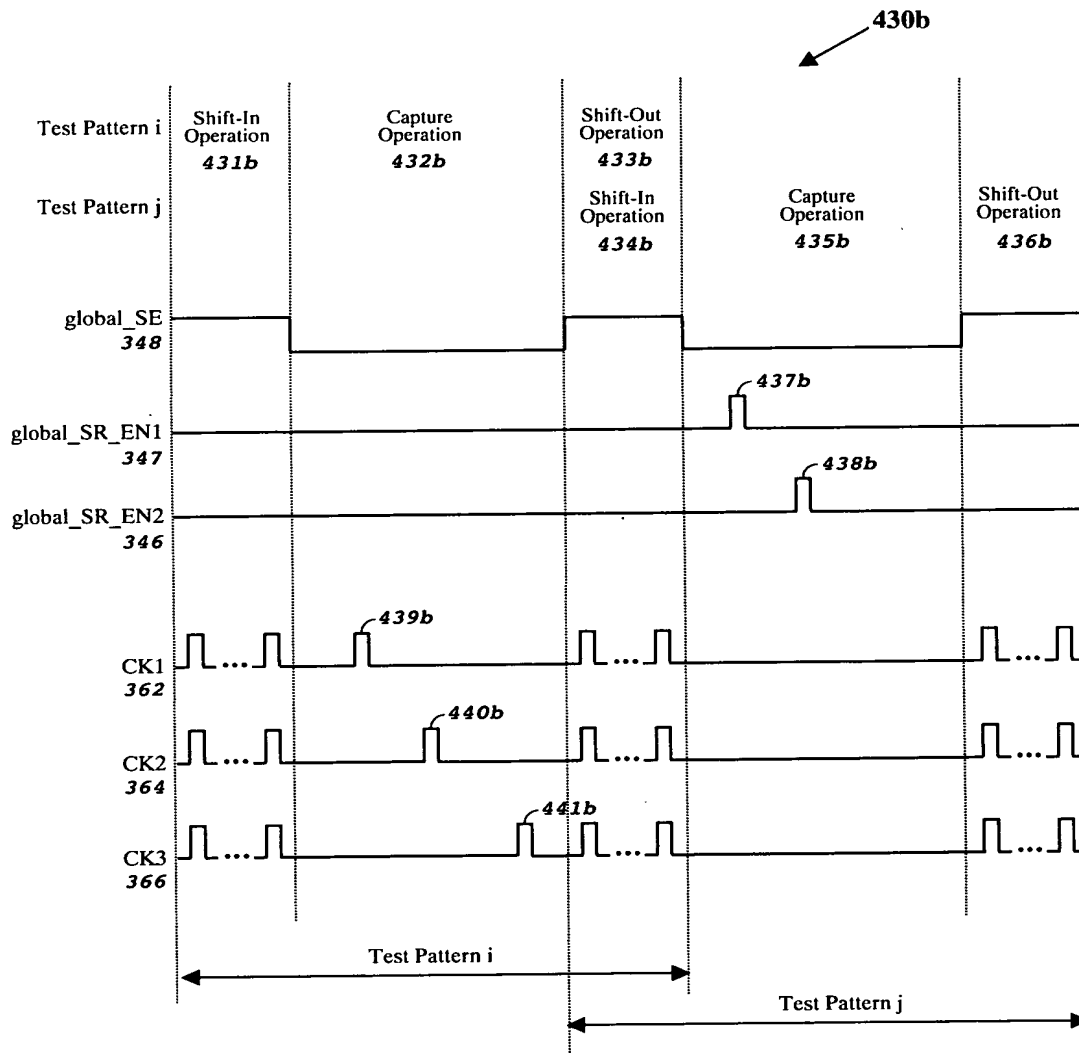 430b
Test Pattern i
Shift-In
Operation
431b
Capture
Operation
432b
Shift-Out
Operation
433b
Test Pattern j
Shift-In
Operation
434b
Capture
Operation
435b
Shift-Out
Operation
436b
global_SE
348
437b
global_SR_EN1
347
438b
global_SR_EN2
346
439b
CK1
362
440b
CK2
364
441b
CK3
366
Test Pattern i
Test Pattern j